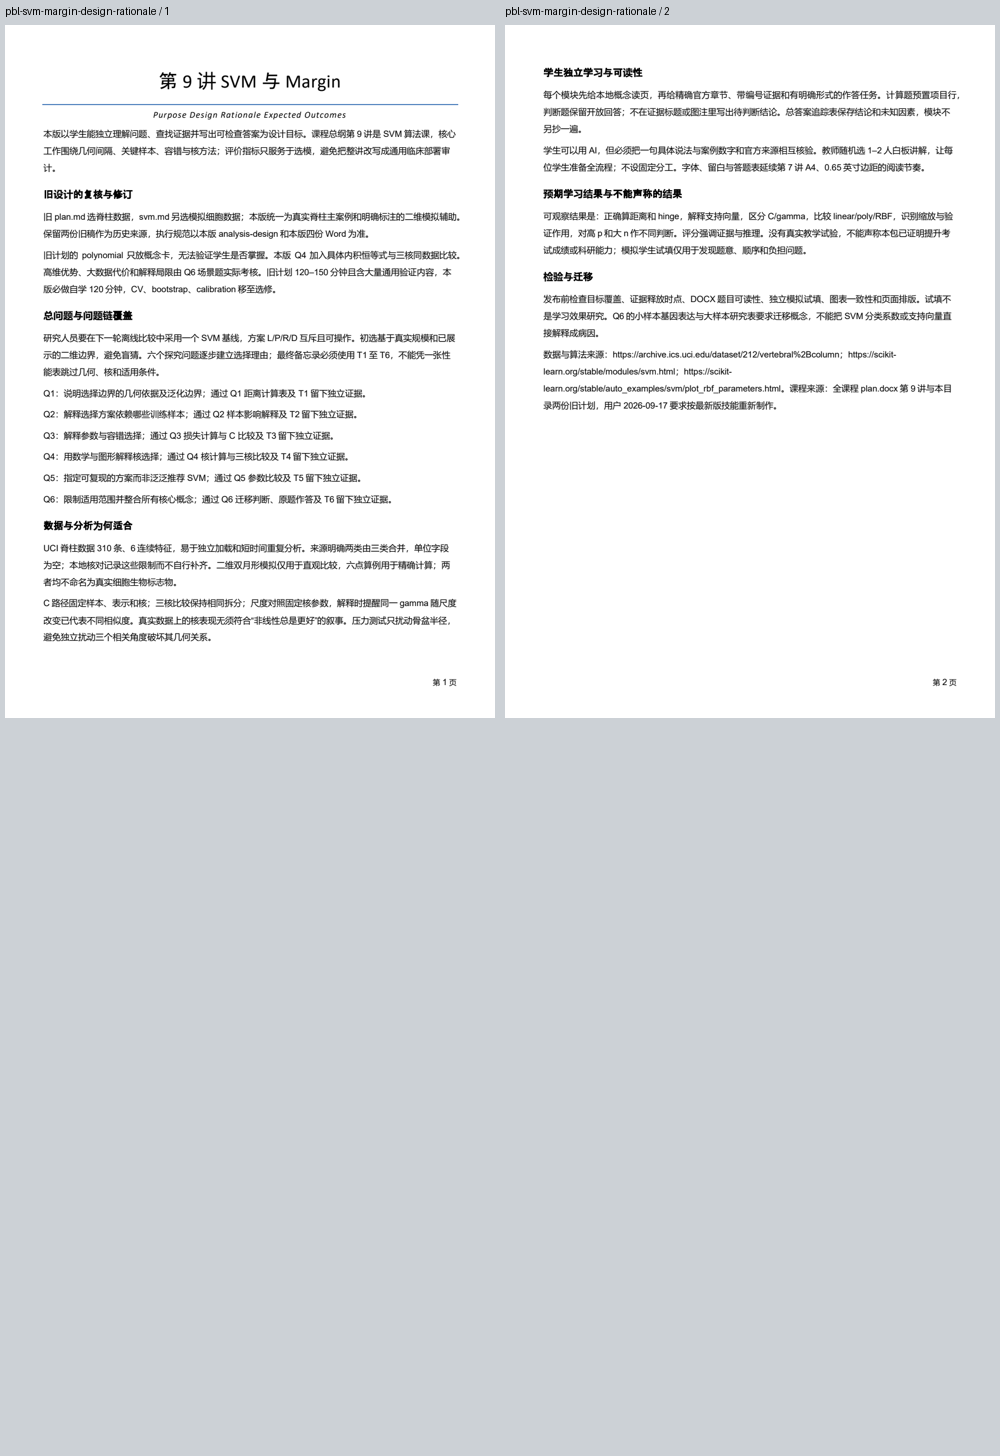 pbl-svm-margin-design-rationale / 1
第 9 讲 SVM 与 Margin
Purpose Design Rationale Expected Outcomes
本版以学生能独立理解问题、查找证据并写出可检查答案为设计目标。课程总纲第 9 讲是 SVM 算法课，核心
工作围绕几何间隔、关键样本、容错与核方法；评价指标只服务于选模，避免把整讲改写成通用临床部署审
计。
旧设计的复核与修订
旧 plan.md 选脊柱数据，svm.md 另选模拟细胞数据；本版统一为真实脊柱主案例和明确标注的二维模拟辅助。
保留两份旧稿作为历史来源，执行规范以本版 analysis-design 和本版四份 Word 为准。
旧计划的 polynomial 只放概念卡，无法验证学生是否掌握。本版 Q4 加入具体内积恒等式与三核同数据比较。
高维优势、大数据代价和解释局限由 Q6 场景题实际考核。旧计划 120–150 分钟且含大量通用验证内容，本
版必做自学 120 分钟，CV、bootstrap、calibration 移至选修。
总问题与问题链覆盖
研究人员要在下一轮离线比较中采用一个 SVM 基线，方案 L/P/R/D 互斥且可操作。初选基于真实规模和已展
示的二维边界，避免盲猜。六个探究问题逐步建立选择理由；最终备忘录必须使用 T1 至 T6，不能凭一张性
能表跳过几何、核和适用条件。
Q1：说明选择边界的几何依据及泛化边界；通过 Q1 距离计算表及 T1 留下独立证据。
Q2：解释选择方案依赖哪些训练样本；通过 Q2 样本影响解释及 T2 留下独立证据。
Q3：解释参数与容错选择；通过 Q3 损失计算与 C 比较及 T3 留下独立证据。
Q4：用数学与图形解释核选择；通过 Q4 核计算与三核比较及 T4 留下独立证据。
Q5：指定可复现的方案而非泛泛推荐 SVM；通过 Q5 参数比较及 T5 留下独立证据。
Q6：限制适用范围并整合所有核心概念；通过 Q6 迁移判断、原题作答及 T6 留下独立证据。
数据与分析为何适合
UCI 脊柱数据 310 条、6 连续特征，易于独立加载和短时间重复分析。来源明确两类由三类合并，单位字段
为空；本地核对记录这些限制而不自行补齐。二维双月形模拟仅用于直观比较，六点算例用于精确计算；两
者均不命名为真实细胞生物标志物。
C 路径固定样本、表示和核；三核比较保持相同拆分；尺度对照固定核参数，解释时提醒同一 gamma 随尺度
改变已代表不同相似度。真实数据上的核表现无须符合“非线性总是更好”的叙事。压力测试只扰动骨盆半径，
避免独立扰动三个相关角度破坏其几何关系。
第 1 页
pbl-svm-margin-design-rationale / 2
学生独立学习与可读性
每个模块先给本地概念读页，再给精确官方章节、带编号证据和有明确形式的作答任务。计算题预置项目行，
判断题保留开放回答；不在证据标题或图注里写出待判断结论。总答案追踪表保存结论和未知因素，模块不
另抄一遍。
学生可以用 AI，但必须把一句具体说法与案例数字和官方来源相互核验。教师随机选 1–2 人白板讲解，让每
位学生准备全流程；不设固定分工。字体、留白与答题表延续第 7 讲 A4、0.65 英寸边距的阅读节奏。
预期学习结果与不能声称的结果
可观察结果是：正确算距离和 hinge，解释支持向量，区分 C/gamma，比较 linear/poly/RBF，识别缩放与验
证作用，对高 p 和大 n 作不同判断。评分强调证据与推理。没有真实教学试验，不能声称本包已证明提升考
试成绩或科研能力；模拟学生试填仅用于发现题意、顺序和负担问题。
检验与迁移
发布前检查目标覆盖、证据释放时点、DOCX 题目可读性、独立模拟试填、图表一致性和页面排版。试填不
是学习效果研究。Q6 的小样本基因表达与大样本研究表要求迁移概念，不能把 SVM 分类系数或支持向量直
接解释成病因。
数据与算法来源：https://archive.ics.uci.edu/dataset/212/vertebral%2Bcolumn；https://scikit-
learn.org/stable/modules/svm.html；https://scikit-
learn.org/stable/auto_examples/svm/plot_rbf_parameters.html。课程来源：全课程 plan.docx 第 9 讲与本目
录两份旧计划，用户 2026-09-17 要求按最新版技能重新制作。
第 2 页